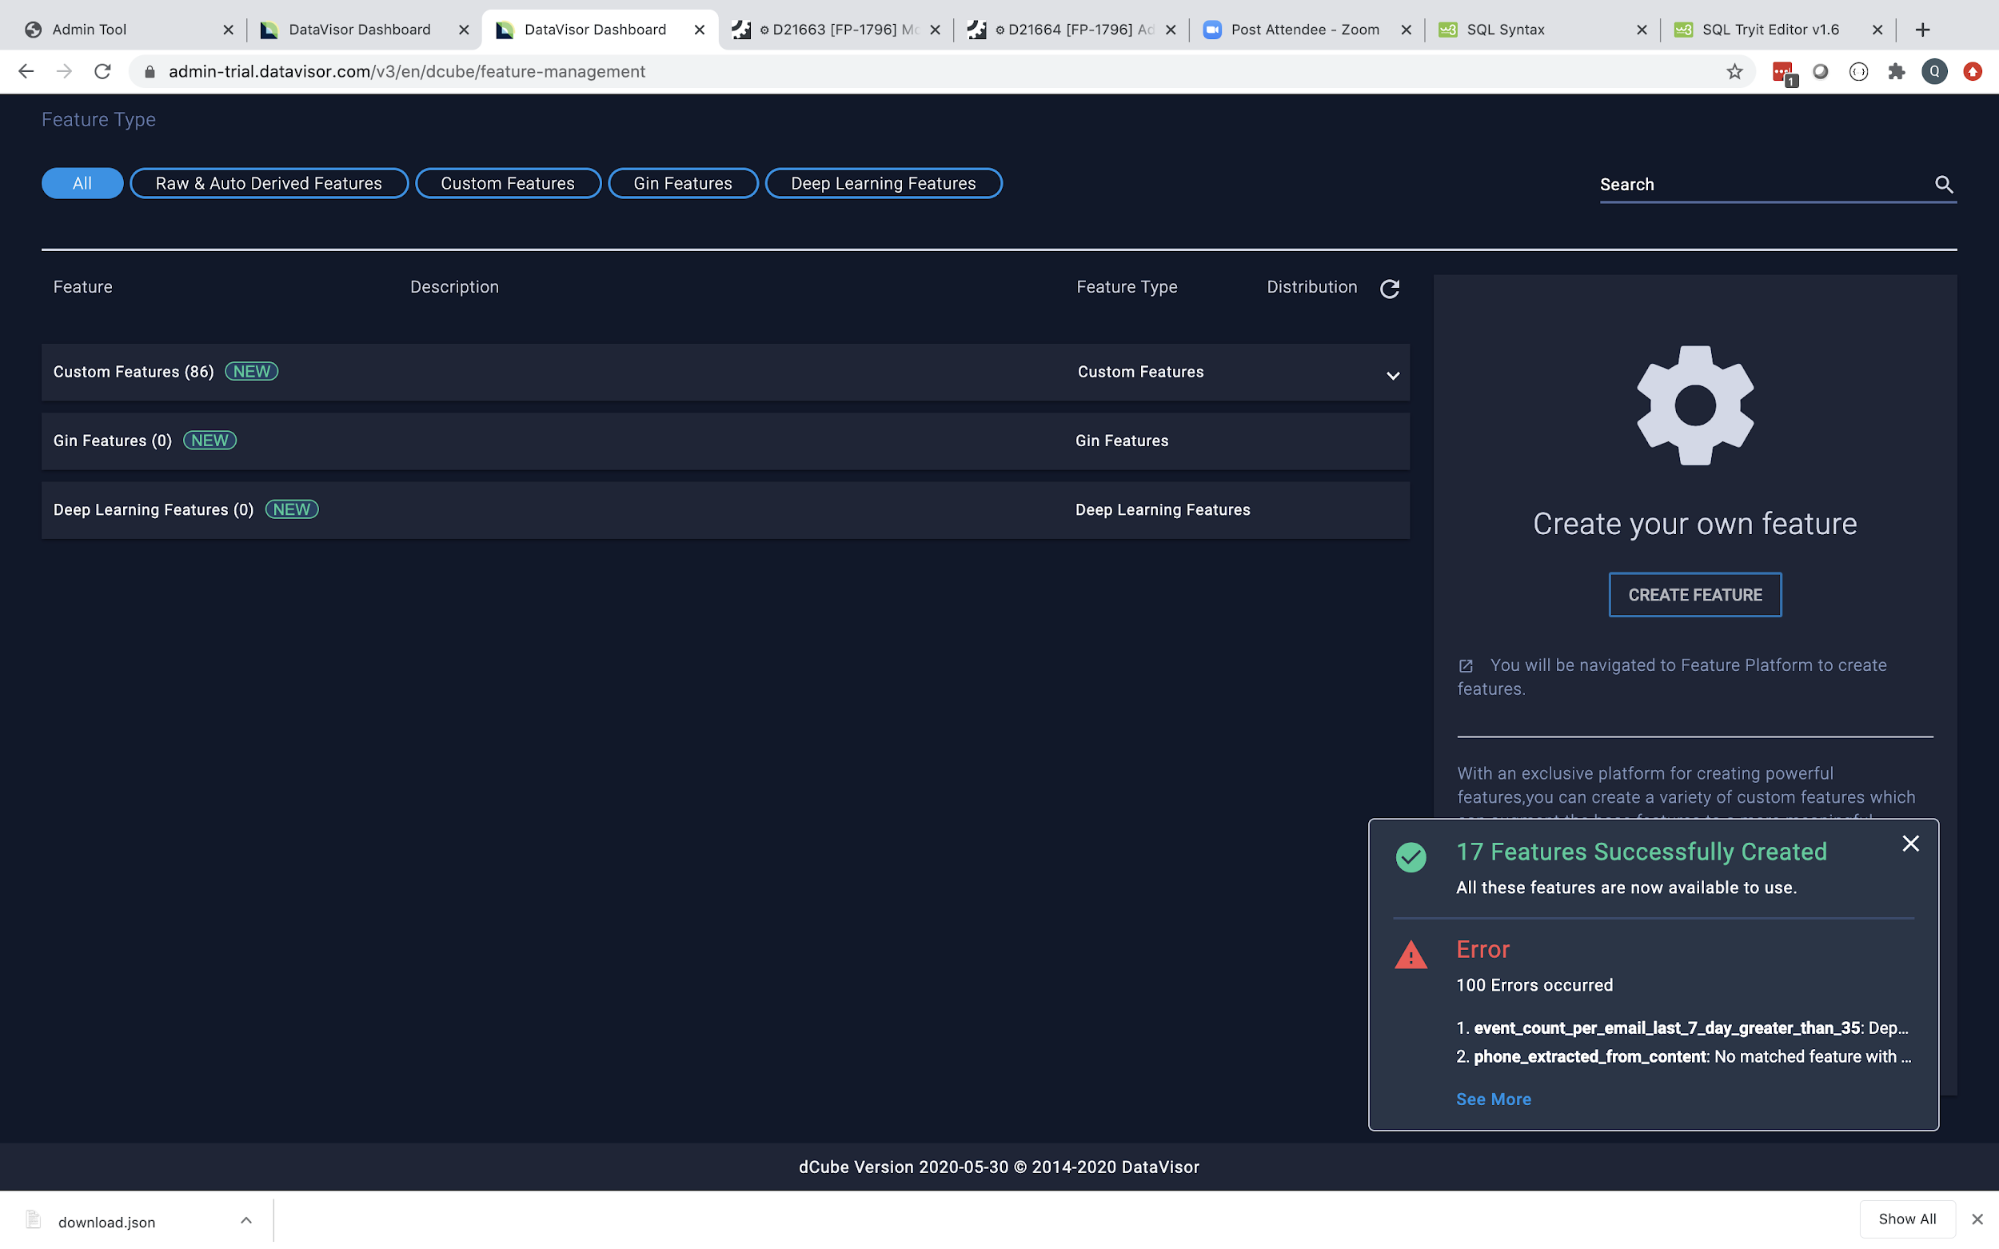 Admin Tool
DataVisor Dashboard
DataVisor Dashboard
D21663 [FP-1796] Mo
D21664 [FP-1796] Ad
Post Attendee - Zoom
SQL Syntax
SQL Tryit Editor v1.6
admin-trial.datavisor.com/v3/en/dcube/feature-management
1
Q
Feature Type
All
Raw & Auto Derived Features
Custom Features
Gin Features
Deep Learning Features
Search
Feature
Description
Feature Type
Distribution
Custom Features (86) NEW
Custom Features
Gin Features (0) NEW
Gin Features
Deep Learning Features (0) NEW
Deep Learning Features
Create your own feature
CREATE FEATURE
You will be navigated to Feature Platform to create
features.
With an exclusive platform for creating powerful
features,you can create a variety of custom features which
17 Features Successfully Created
All these features are now available to use.
Error
100 Errors occurred
1. event_count_per_email_last_7_day_greater_than_35: Dep...
2. phone_extracted_from_content: No matched feature with ...
See More
dCube Version 2020-05-30 © 2014-2020 DataVisor
download.json
Show All